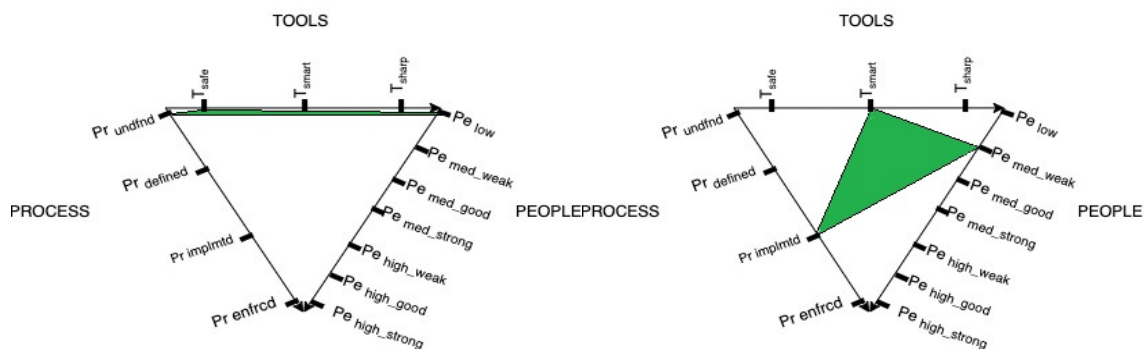 TOOLS
T safe
T smart
T sharp
Pr undfnd
Pe low
Pe med_weak
Pr defined
Pe med_good
PROCESS
PEOPLE
Pe med_strong
Pr implmtd
Pe high_weak
Pe high_good
Pr enfrcd
Pe high_strong
TOOLS
T safe
T smart
T sharp
Pr undfnd
Pe low
Pe med_weak
Pr defined
Pe med_good
PROCESS
PEOPLE
Pe med_strong
Pr implmtd
Pe high_weak
Pe high_good
Pr enfrcd
Pe high_strong